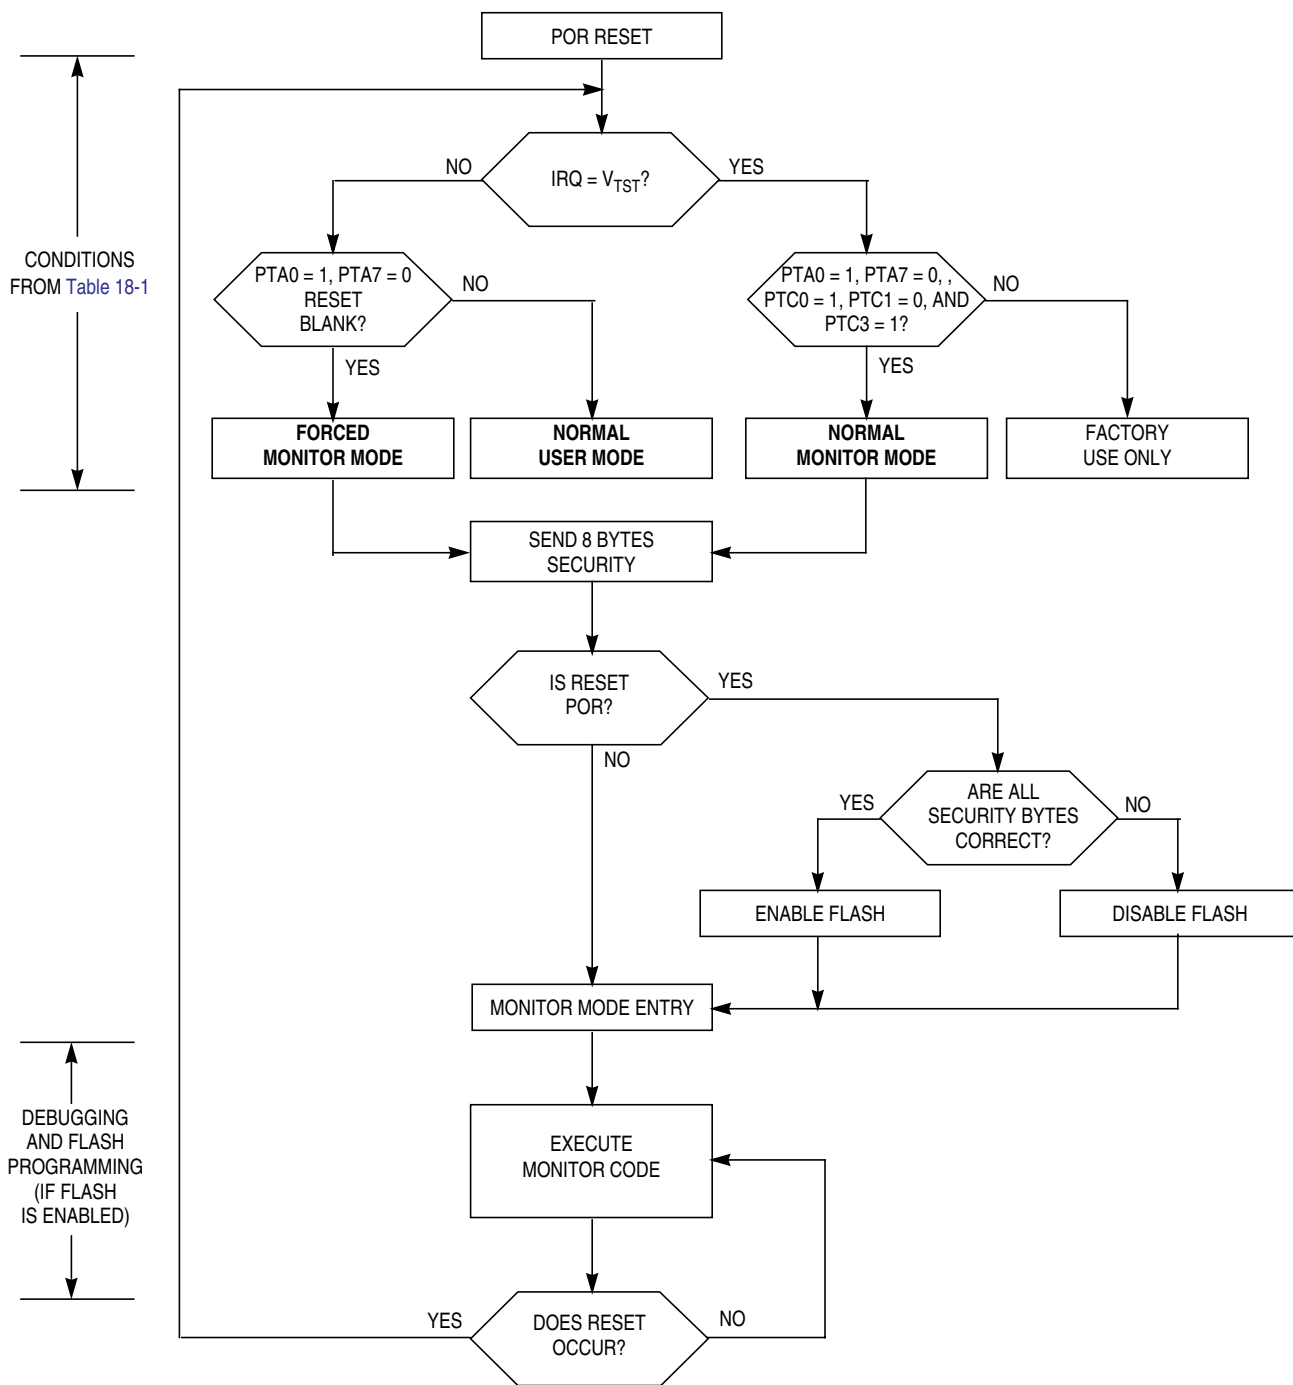 POR RESET
IRQ = VTST?
NO
YES
CONDITIONS
FROM Table 18-1
PTA0 = 1, PTA7 = 0
RESET
BLANK?
NO
YES
PTA0 = 1, PTA7 = 0, ,
PTC0 = 1, PTC1 = 0, AND
PTC3 = 1?
NO
YES
FORCED
MONITOR MODE
NORMAL
USER MODE
NORMAL
MONITOR MODE
FACTORY
USE ONLY
SEND 8 BYTES
SECURITY
IS RESET
POR?
YES
NO
ARE ALL
SECURITY BYTES
CORRECT?
YES
NO
ENABLE FLASH
DISABLE FLASH
MONITOR MODE ENTRY
DEBUGGING
AND FLASH
PROGRAMMING
(IF FLASH
IS ENABLED)
EXECUTE
MONITOR CODE
DOES RESET
OCCUR?
YES
NO